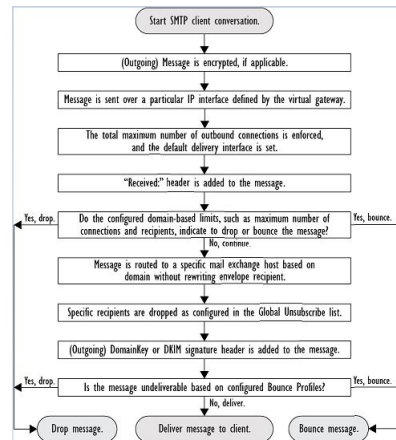 Start SMTP client conversation.
(Outgoing) Message is encrypted, if applicable.
Message is sent over a particular IP interface defined by the virtual gateway.
The total maximum number of outbound connections is enforced,
and the default delivery interface is set.
"Received:" header is added to the message.
Yes, drop.
Do the configured domain-based limits, such as maximum number of
connections and recipients, indicate to drop or bounce the message?
Yes, bounce.
No, continue.
Message is routed to a specific mail exchange host based on
domain without rewriting envelope recipient.
Specific recipients are dropped as configured in the Global Unsubscribe list.
(Outgoing) DomainKey or DKIM signature header is added to the message.
Yes, drop.
Is the message undeliverable based on configured Bounce Profiles?
Yes, bounce.
No, deliver.
Drop message.
Deliver message to client.
Bounce message.